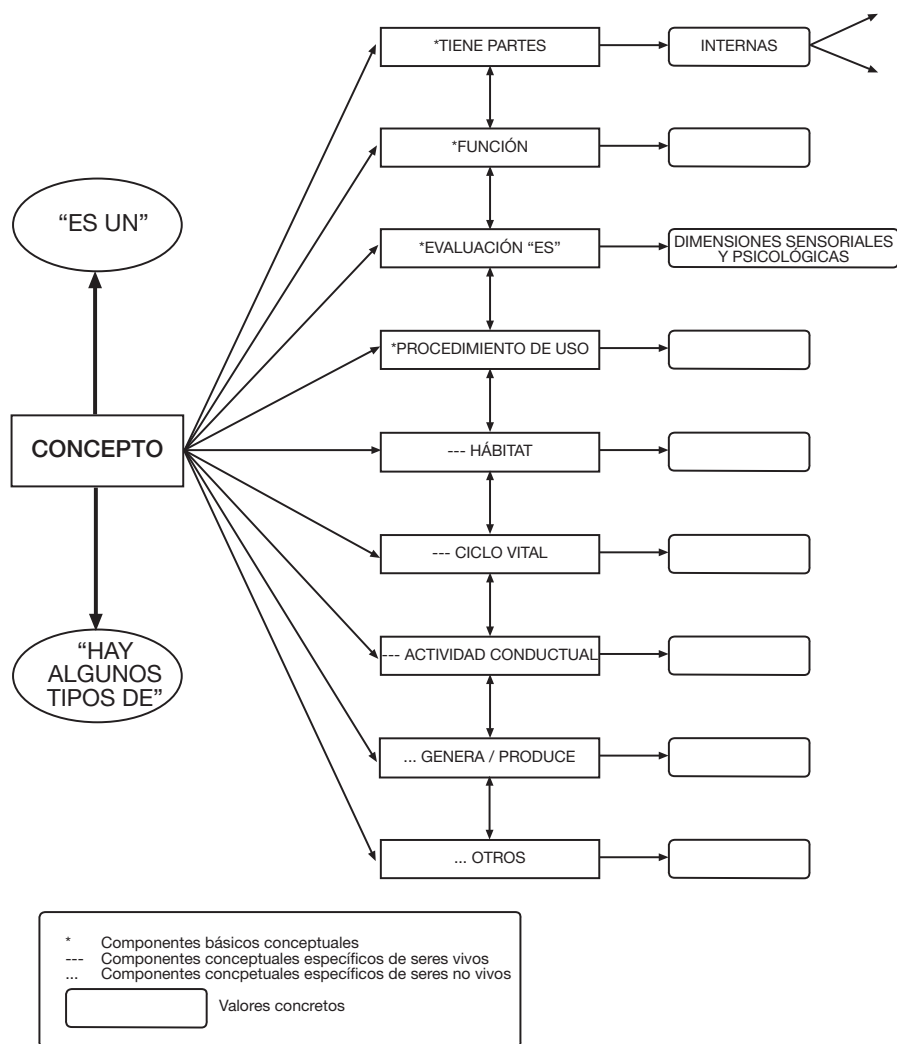 *TIENE PARTES
INTERNAS
*FUNCIÓN
“ES UN”
*EVALUACIÓN “ES”
DIMENSIONES SENSORIALES
Y PSICOLÓGICAS
*PROCEDIMIENTO DE USO
CONCEPTO
--- HÁBITAT
--- CICLO VITAL
“HAY
ALGUNOS
TIPOS DE”
--- ACTIVIDAD CONDUCTUAL
... GENERA / PRODUCE
... OTROS
* Componentes básicos conceptuales
--- Componentes conceptuales específicos de seres vivos
... Componentes concpetuales específicos de seres no vivos
Valores concretos